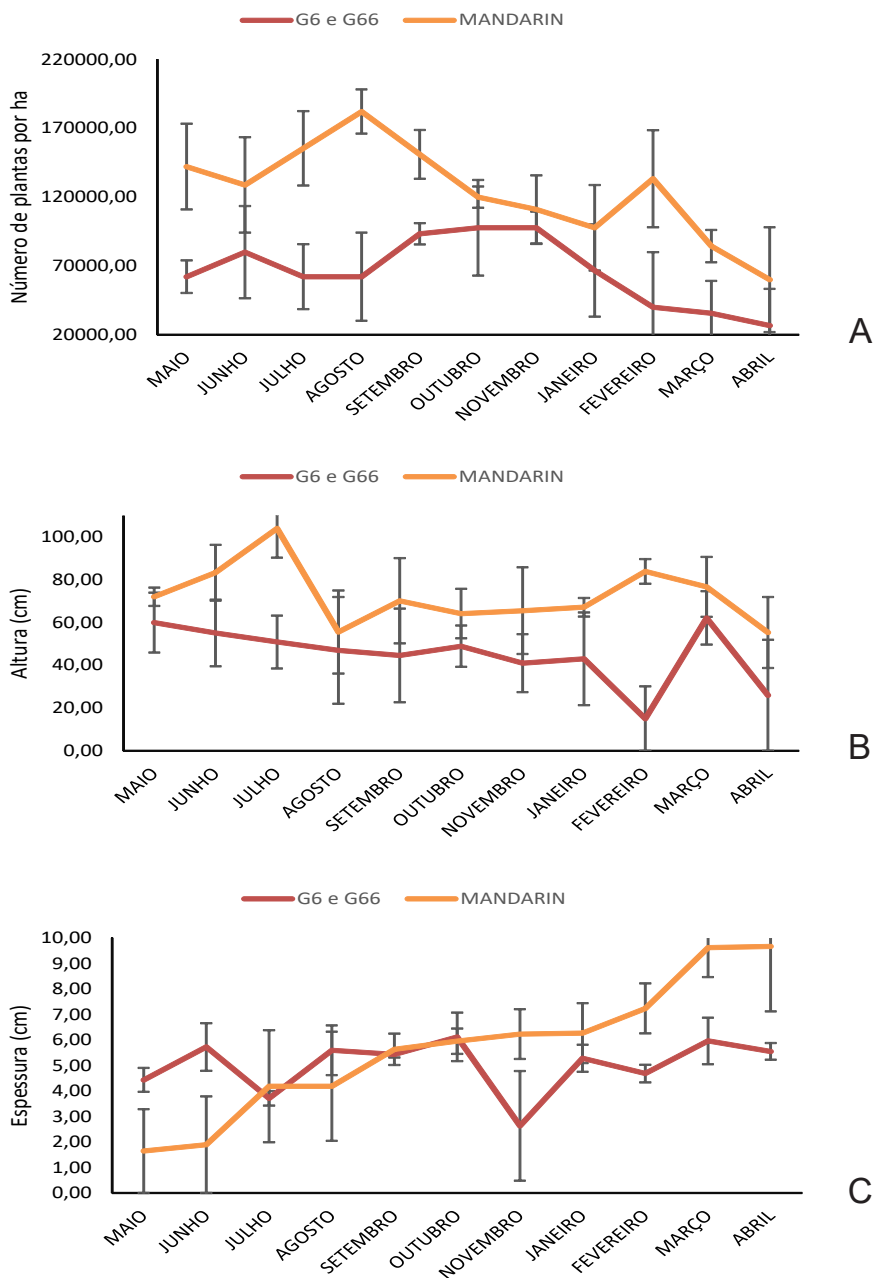 G6 e G66 MANDARIN
Número de plantas por ha
220000,00
170000,00
120000,00
70000,00
20000,00
MAIO
JUNHO
JULHO
AGOSTO
SETEMBRO
OUTUBRO
NOVEMBRO
JANEIRO
FEVEREIRO
MARÇO
ABRIL
A
G6 e G66 MANDARIN
Altura (cm)
100,00
80,00
60,00
40,00
20,00
0,00
MAIO
JUNHO
JULHO
AGOSTO
SETEMBRO
OUTUBRO
NOVEMBRO
JANEIRO
FEVEREIRO
MARÇO
ABRIL
B
G6 e G66 MANDARIN
Espessura (cm)
10,00
9,00
8,00
7,00
6,00
5,00
4,00
3,00
2,00
1,00
0,00
MAIO
JUNHO
JULHO
AGOSTO
SETEMBRO
OUTUBRO
NOVEMBRO
JANEIRO
FEVEREIRO
MARÇO
ABRIL
C